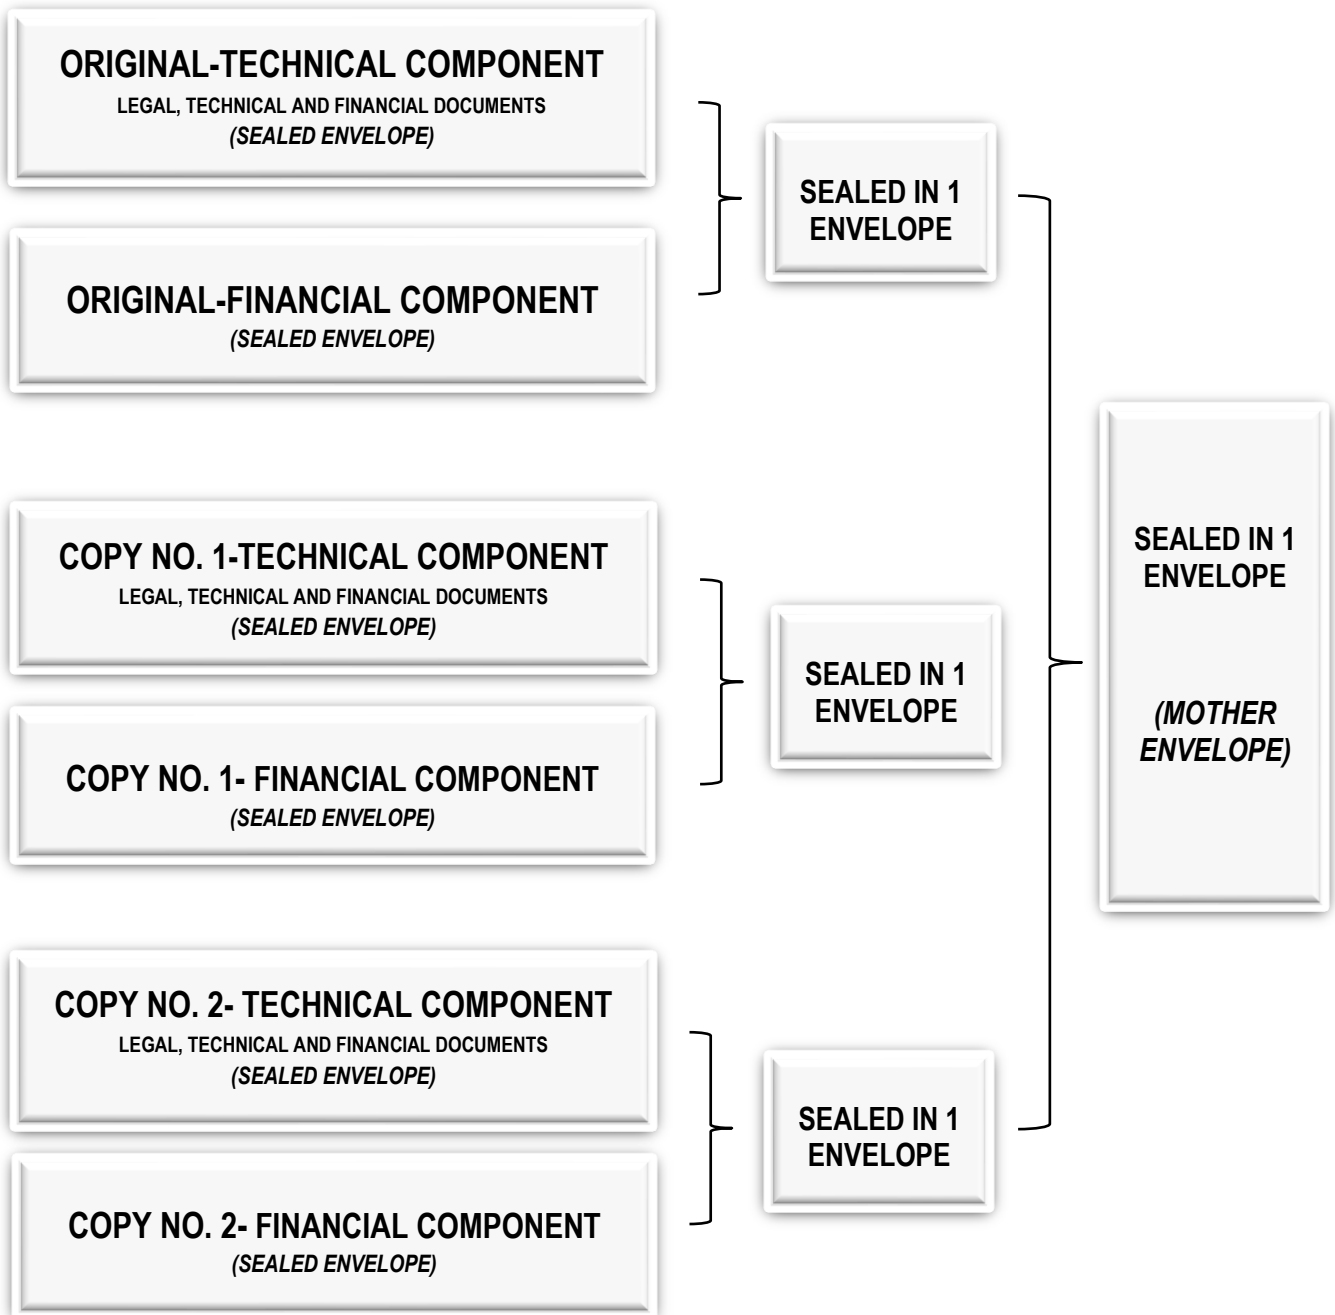 ORIGINAL-TECHNICAL COMPONENT
LEGAL, TECHNICAL AND FINANCIAL DOCUMENTS
(SEALED ENVELOPE)
ORIGINAL-FINANCIAL COMPONENT
(SEALED ENVELOPE)
SEALED IN 1
ENVELOPE
COPY NO. 1-TECHNICAL COMPONENT
LEGAL, TECHNICAL AND FINANCIAL DOCUMENTS
(SEALED ENVELOPE)
COPY NO. 1- FINANCIAL COMPONENT
(SEALED ENVELOPE)
SEALED IN 1
ENVELOPE
COPY NO. 2- TECHNICAL COMPONENT
LEGAL, TECHNICAL AND FINANCIAL DOCUMENTS
(SEALED ENVELOPE)
COPY NO. 2- FINANCIAL COMPONENT
(SEALED ENVELOPE)
SEALED IN 1
ENVELOPE
SEALED IN 1
ENVELOPE
(MOTHER
ENVELOPE)